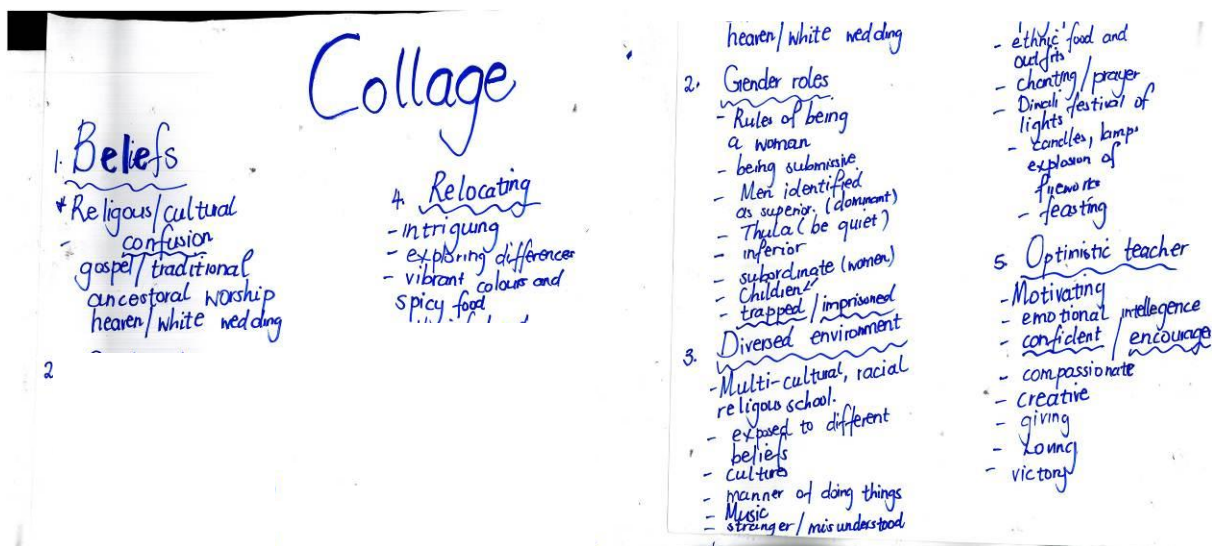 Collage
1. Beliefs
* Religous/cultural
- confusion
gospel/traditional
ancestoral worship
heaven/white wedding
2
4. Relocating
- intriguing
- exploring differences
- vibrant colours and
spicy food
heaven/white wedding
2. Gender roles
- Rules of being
a woman
- being submissive
- Men identified
as superior. (dominant)
- Thula (be quiet)
- inferior
- subordinate (women)
- Children"
- trapped/imprisoned
3. Diversed environment
- Multi-cultural, racial
religous school.
- exposed to different
beliefs
- culture
- manner of doing things
- Music
- stranger/misunderstood
- ethnic food and
outfits
- chanting/prayer
- Diwali festival of
lights
- candles, lamps
explosion of
fireworks
- feasting
5. Optimistic teacher
- Motivating
- emotional intellegence
- confident / encourage
- compassionate
- creative
- giving
- victory